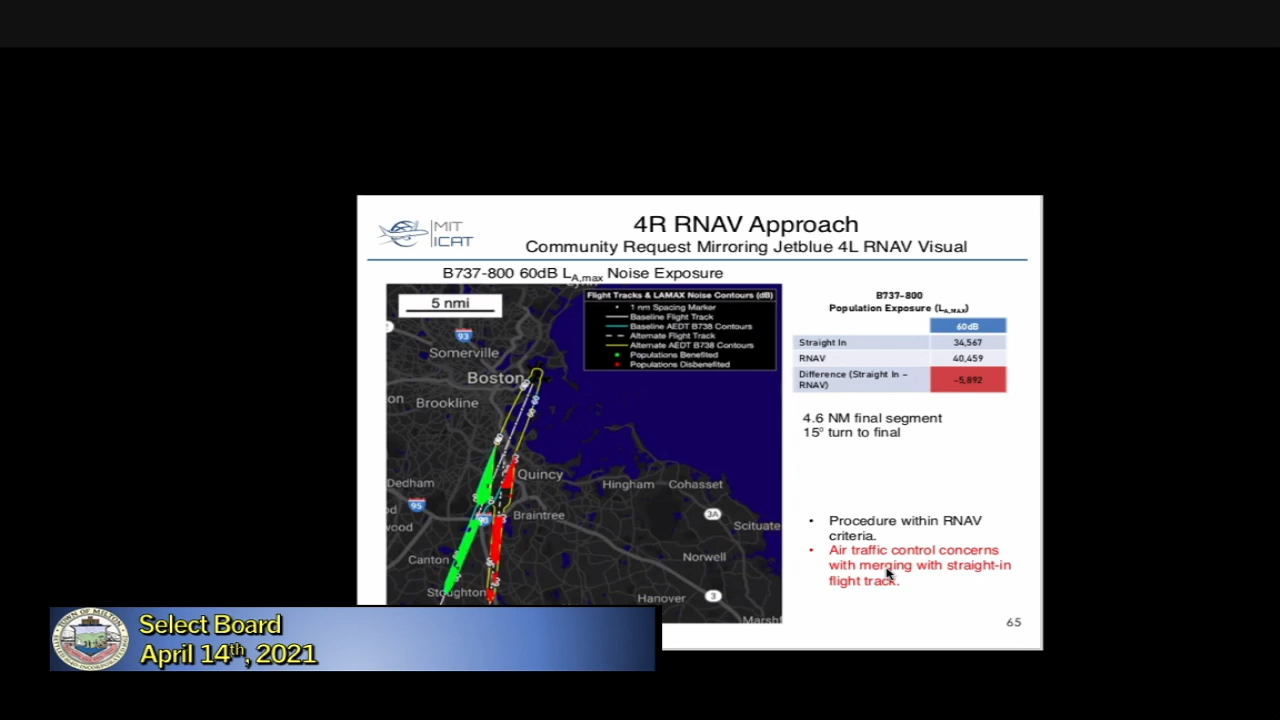 MIT
ICAT
4R RNAV Approach
Community Request Mirroring Jetblue 4L RNAV Visual
B737-800 60dB LA,max Noise Exposure
5 nmi
Flight Tracks & LAMAX Noise Contours (dB)
1 nm Spacing Marker
Baseline Flight Track
Baseline AEDT B738 Contours
Alternate Flight Track
Alternate AEDT B738 Contours
Populations Benefited
Populations Disbenefited
93
Somerville
Boston
Brookline
Quincy
Dedham
95
Hingham
Cohasset
3A
Scituate
93
Braintree
Canton
Norwell
Stoughton
Hanover
3
B737-800
Population Exposure (LA,MAX)
60dB
Straight In 34,567
RNAV 40,459
Difference (Straight In –
RNAV) -5,892
4.6 NM final segment
15° turn to final
• Procedure within RNAV
criteria.
• Air traffic control concerns
with merging with straight-in
flight track.
65
TOWN OF MILTON
Select Board
April 14th, 2021